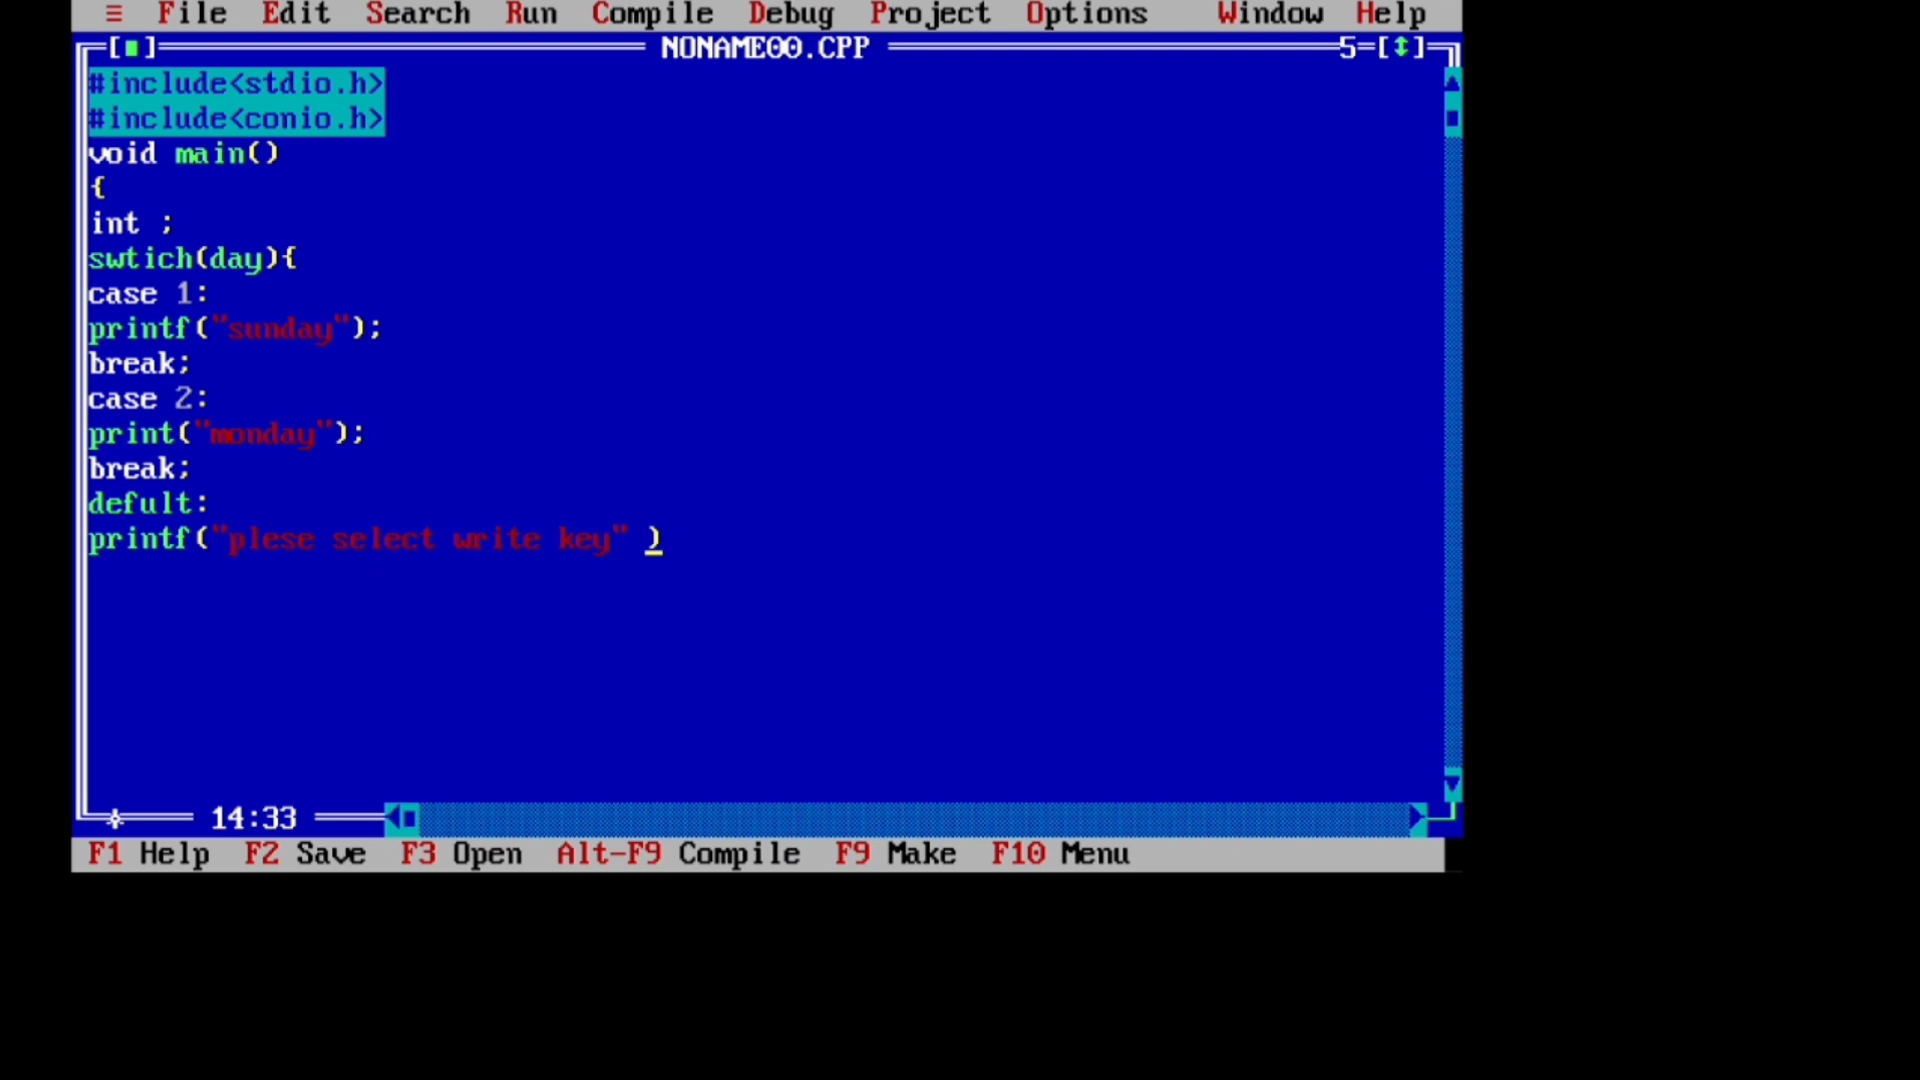 ≡ File Edit Search Run Compile Debug Project Options Window Help
[■] NONAME00.CPP 5=[↕]
#include<stdio.h>
#include<conio.h>
void main()
{
int ;
swtich(day){
case 1:
printf("sunday");
break;
case 2:
print("monday");
break;
defult:
printf("plese select write key" )
14:33
F1 Help F2 Save F3 Open Alt-F9 Compile F9 Make F10 Menu